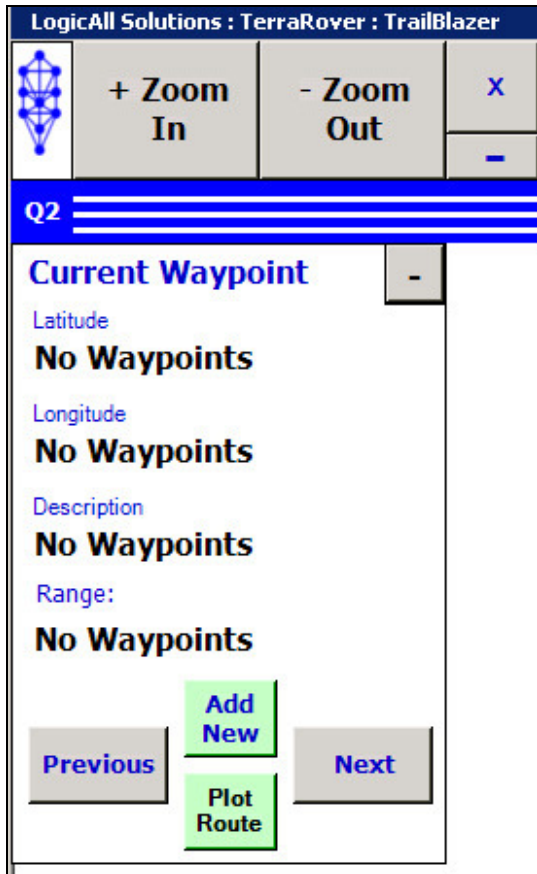 LogicAll Solutions : TerraRover : TrailBlazer
+ Zoom
In
- Zoom
Out
X
-
Q2
Current Waypoint
-
Latitude
No Waypoints
Longitude
No Waypoints
Description
No Waypoints
Range:
No Waypoints
Previous
Add
New
Plot
Route
Next